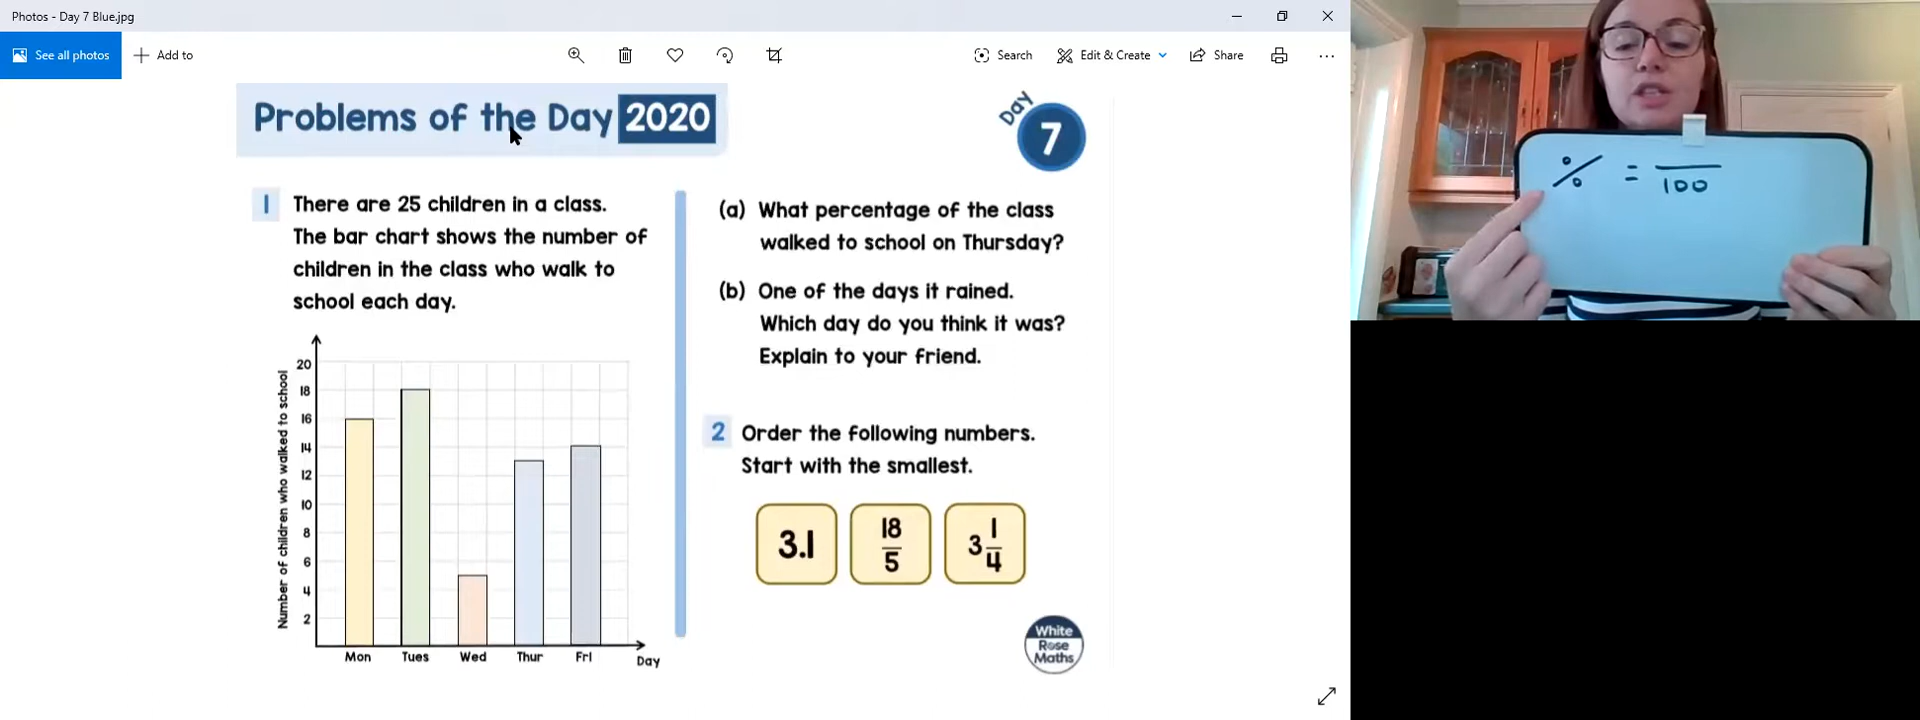 Photos - Day 7 Blue.jpg
See all photos
Add to
Search
Edit & Create
Share
Problems of the Day 2020
Day
7
1 There are 25 children in a class.
The bar chart shows the number of
children in the class who walk to
school each day.
Number of children who walked to school
20
18
16
14
12
10
8
6
4
2
Mon Tues Wed Thur Fri
Day
(a) What percentage of the class
walked to school on Thursday?
(b) One of the days it rained.
Which day do you think it was?
Explain to your friend.
2 Order the following numbers.
Start with the smallest.
3.1
18
5
3 1
4
White
Rose
Maths
% =
100